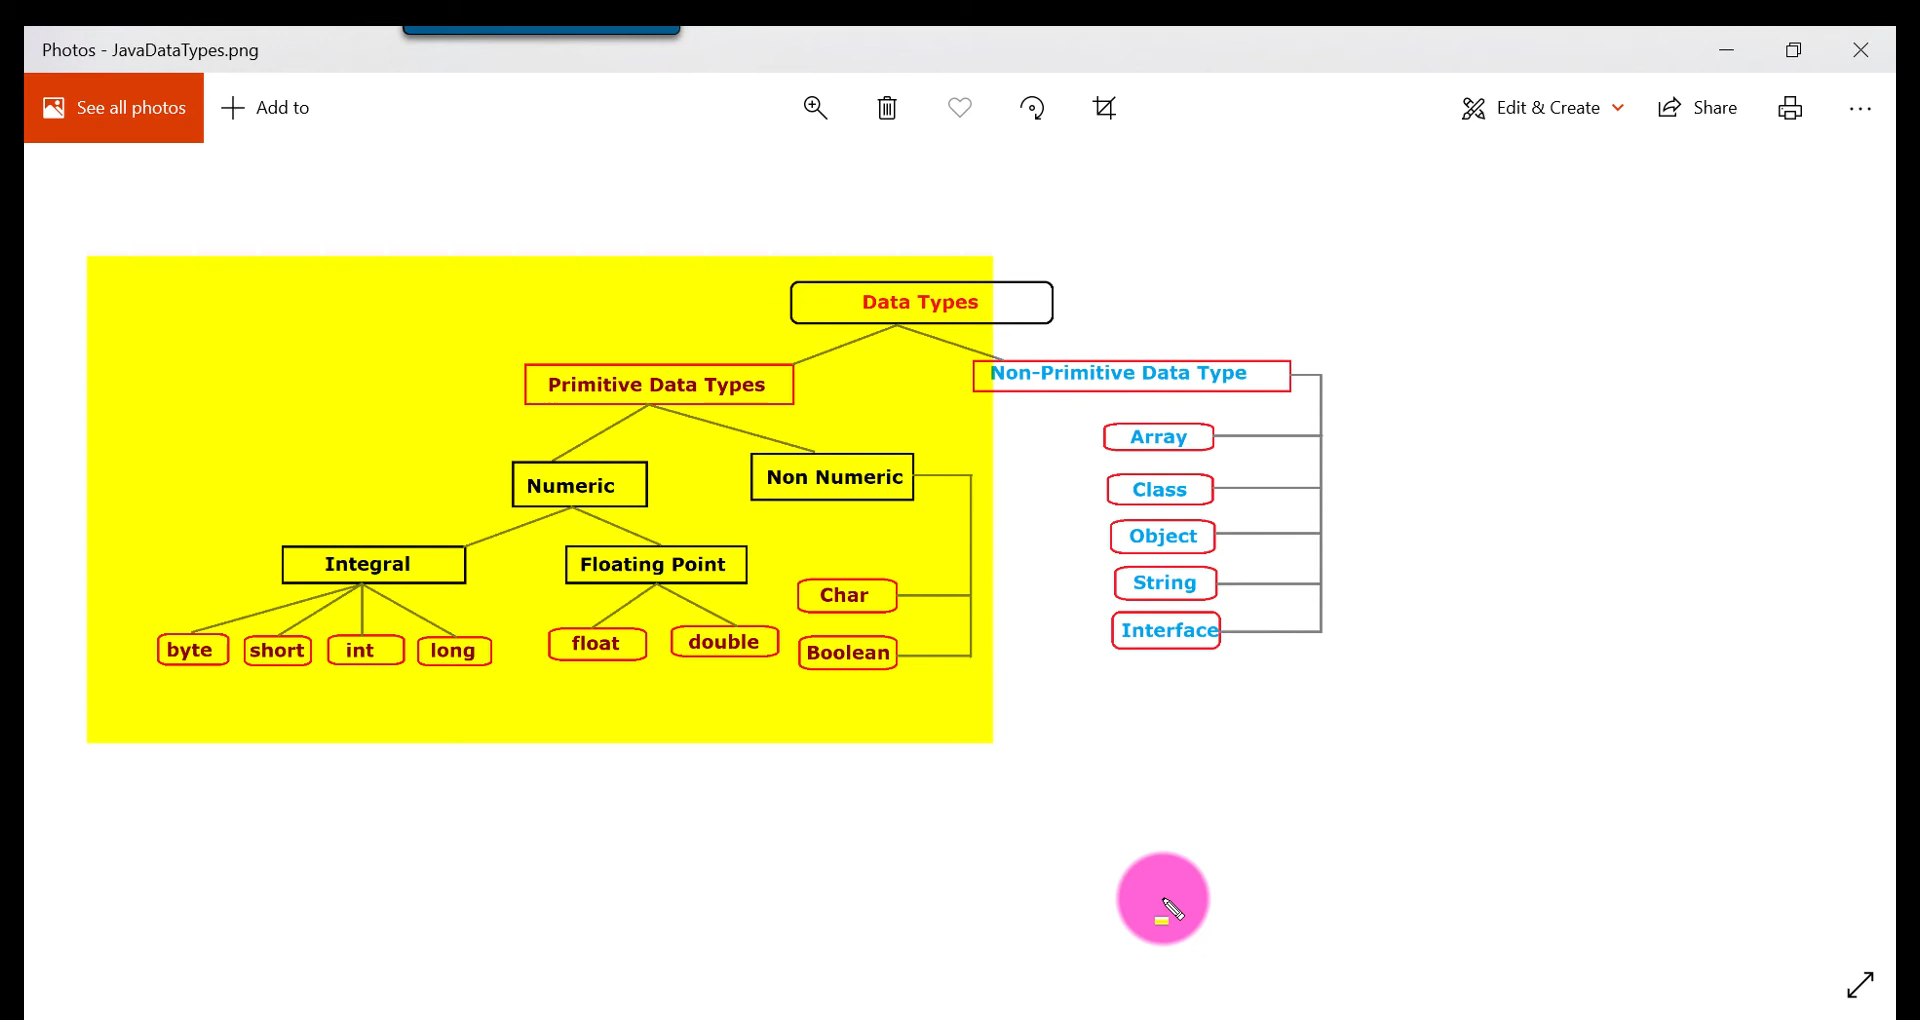 Photos - JavaDataTypes.png
See all photos
Add to
Edit & Create
Share
Data Types
Primitive Data Types
Non-Primitive Data Type
Numeric
Non Numeric
Array
Class
Object
String
Interface
Integral
Floating Point
Char
Boolean
byte
short
int
long
float
double